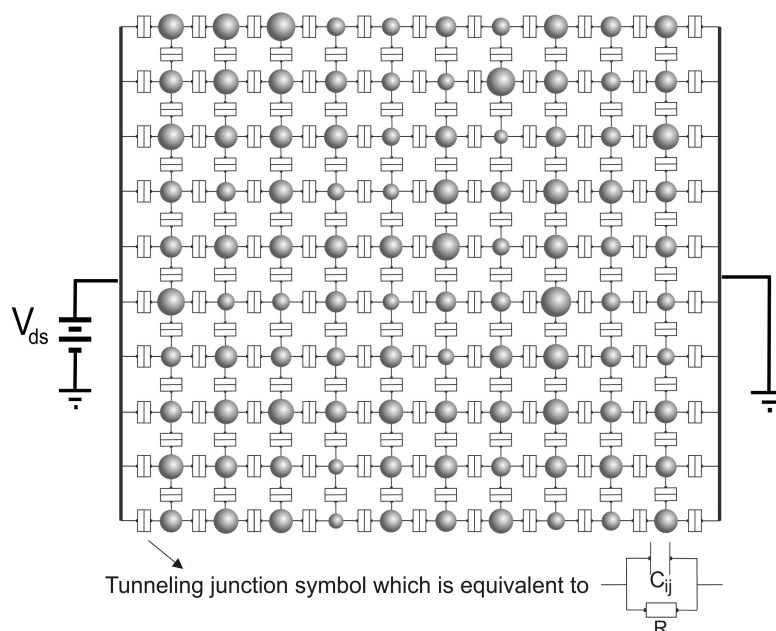 V_ds
Tunneling junction symbol which is equivalent to
C_ij
R